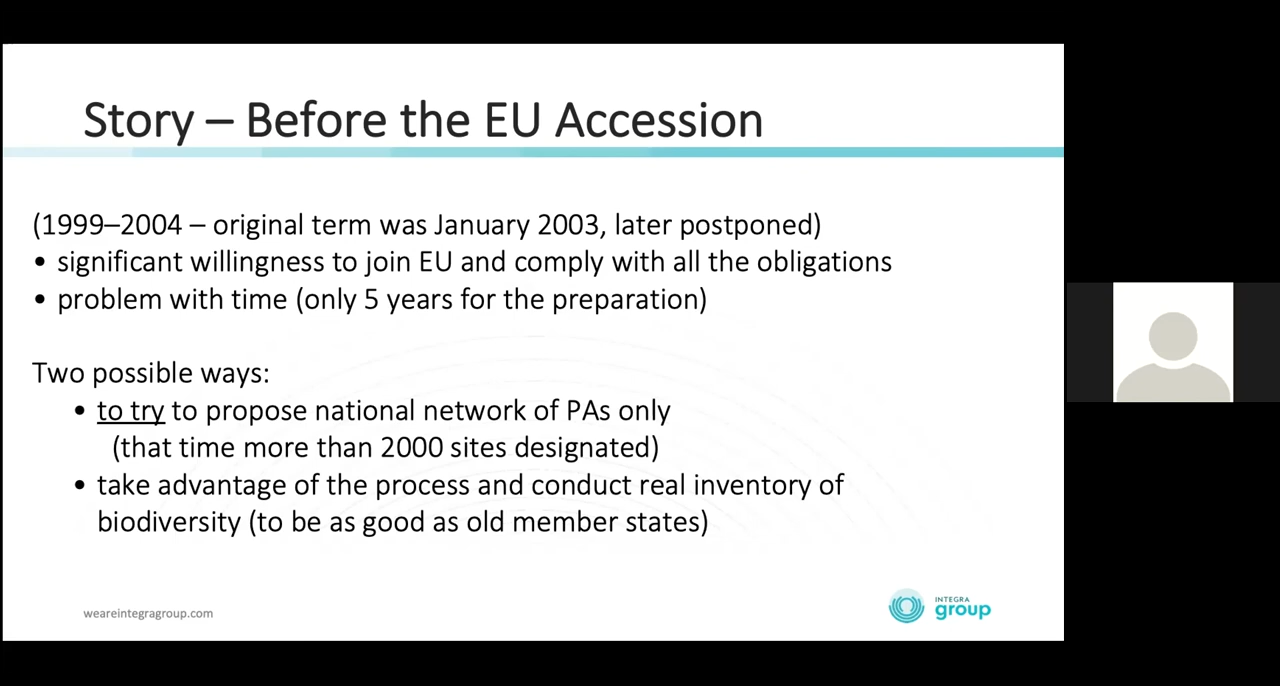 Story – Before the EU Accession
(1999–2004 – original term was January 2003, later postponed)
• significant willingness to join EU and comply with all the obligations
• problem with time (only 5 years for the preparation)
Two possible ways:
• to try to propose national network of PAs only
(that time more than 2000 sites designated)
• take advantage of the process and conduct real inventory of
biodiversity (to be as good as old member states)
weareintegragroup.com
INTEGRA
group